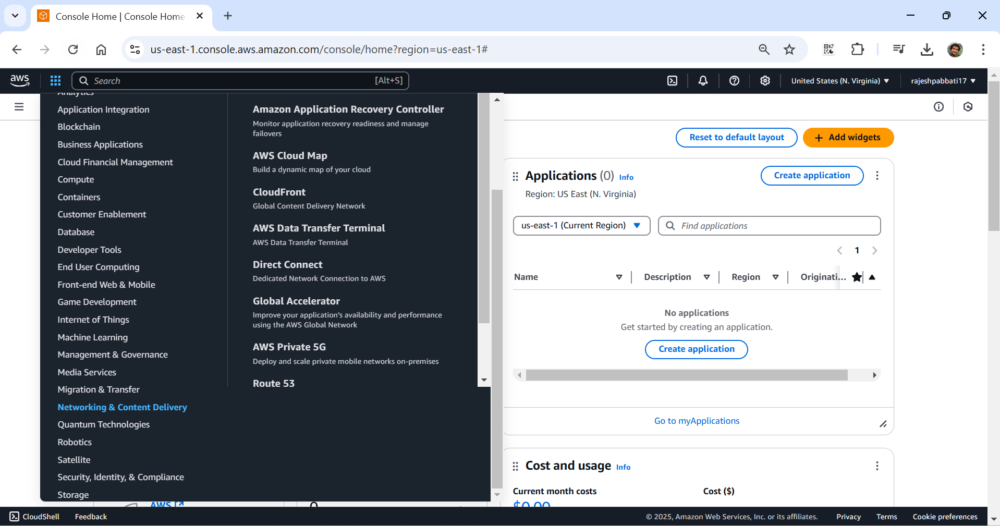 Console Home | Console Home
us-east-1.console.aws.amazon.com/console/home?region=us-east-1#
aws
Search
[Alt+S]
United States (N. Virginia)
rajeshpabbati17
Analytics
Application Integration
Blockchain
Business Applications
Cloud Financial Management
Compute
Containers
Customer Enablement
Database
Developer Tools
End User Computing
Front-end Web & Mobile
Game Development
Internet of Things
Machine Learning
Management & Governance
Media Services
Migration & Transfer
Networking & Content Delivery
Quantum Technologies
Robotics
Satellite
Security, Identity, & Compliance
Storage
Amazon Application Recovery Controller
Monitor application recovery readiness and manage
failovers
AWS Cloud Map
Build a dynamic map of your cloud
CloudFront
Global Content Delivery Network
AWS Data Transfer Terminal
AWS Data Transfer Terminal
Direct Connect
Dedicated Network Connection to AWS
Global Accelerator
Improve your application's availability and performance
using the AWS Global Network
AWS Private 5G
Deploy and scale private mobile networks on-premises
Route 53
Reset to default layout
+ Add widgets
Applications (0) Info
Create application
Region: US East (N. Virginia)
us-east-1 (Current Region)
Find applications
1
Name
Description
Region
Originati...
No applications
Get started by creating an application.
Create application
Go to myApplications
Cost and usage Info
Current month costs
Cost ($)
$0.00
AWS
0
CloudShell
Feedback
© 2025, Amazon Web Services, Inc. or its affiliates.
Privacy
Terms
Cookie preferences